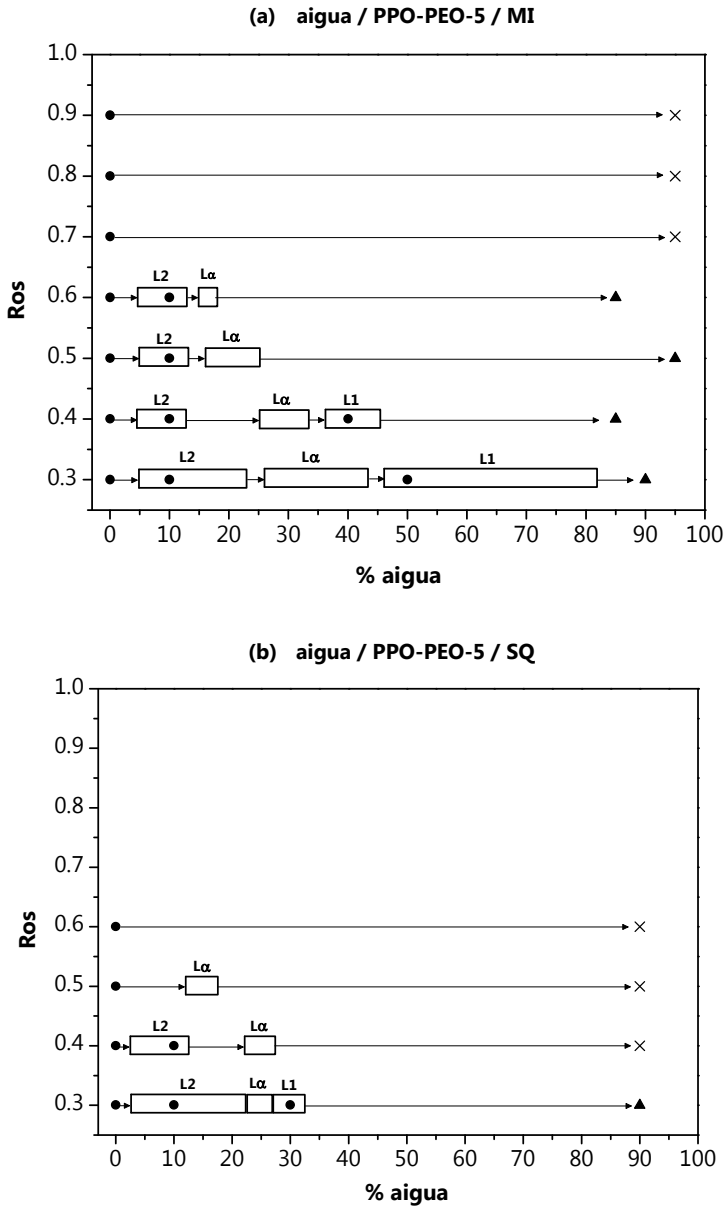 (a) aigua / PPO-PEO-5 / MI
1.0
0.9
0.8
0.7
L2 Lα
0.6
L2 Lα
0.5
L2 Lα L1
0.4
L2 Lα L1
0.3
Ros
0 10 20 30 40 50 60 70 80 90 100
% aigua
(b) aigua / PPO-PEO-5 / SQ
1.0
0.9
0.8
0.7
0.6
Lα
0.5
L2 Lα
0.4
L2 Lα L1
0.3
Ros
0 10 20 30 40 50 60 70 80 90 100
% aigua